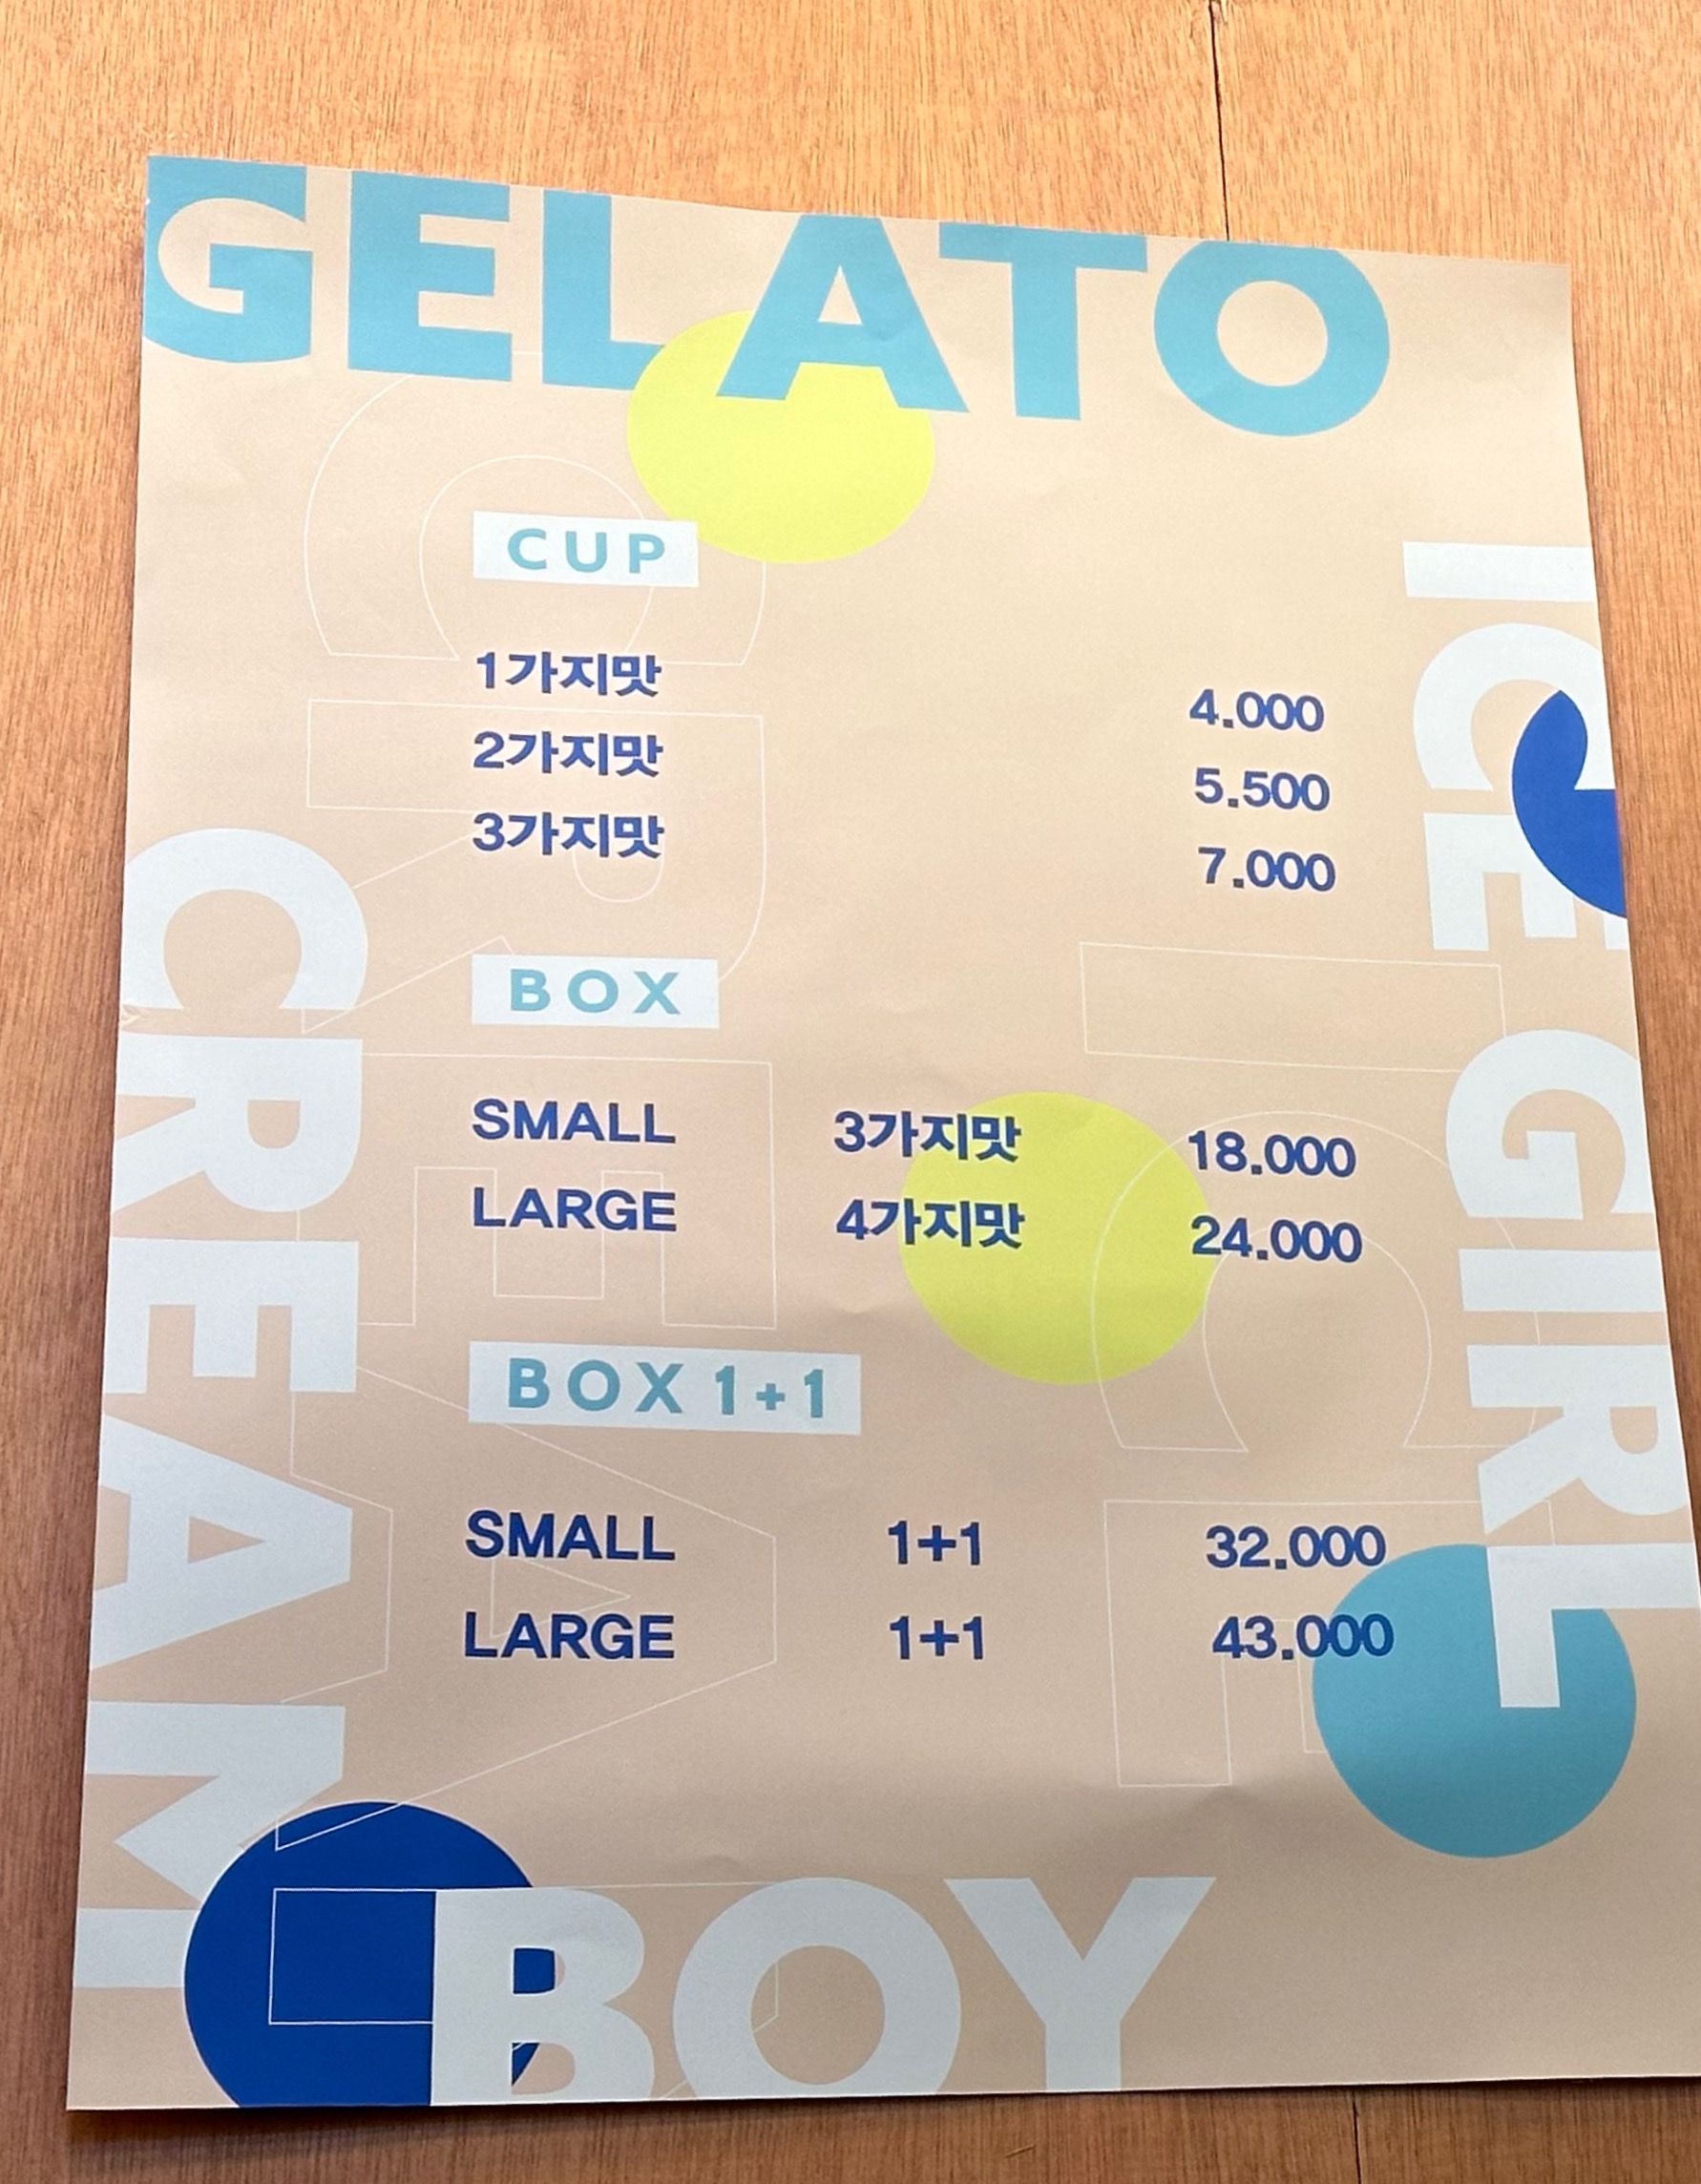 GELATO
CUP
1가지맛 4.000
2가지맛 5.500
3가지맛 7.000
BOX
SMALL 3가지맛 18.000
LARGE 4가지맛 24.000
BOX 1+1
SMALL 1+1 32.000
LARGE 1+1 43.000
ICE GIRL
CREAM
BOY